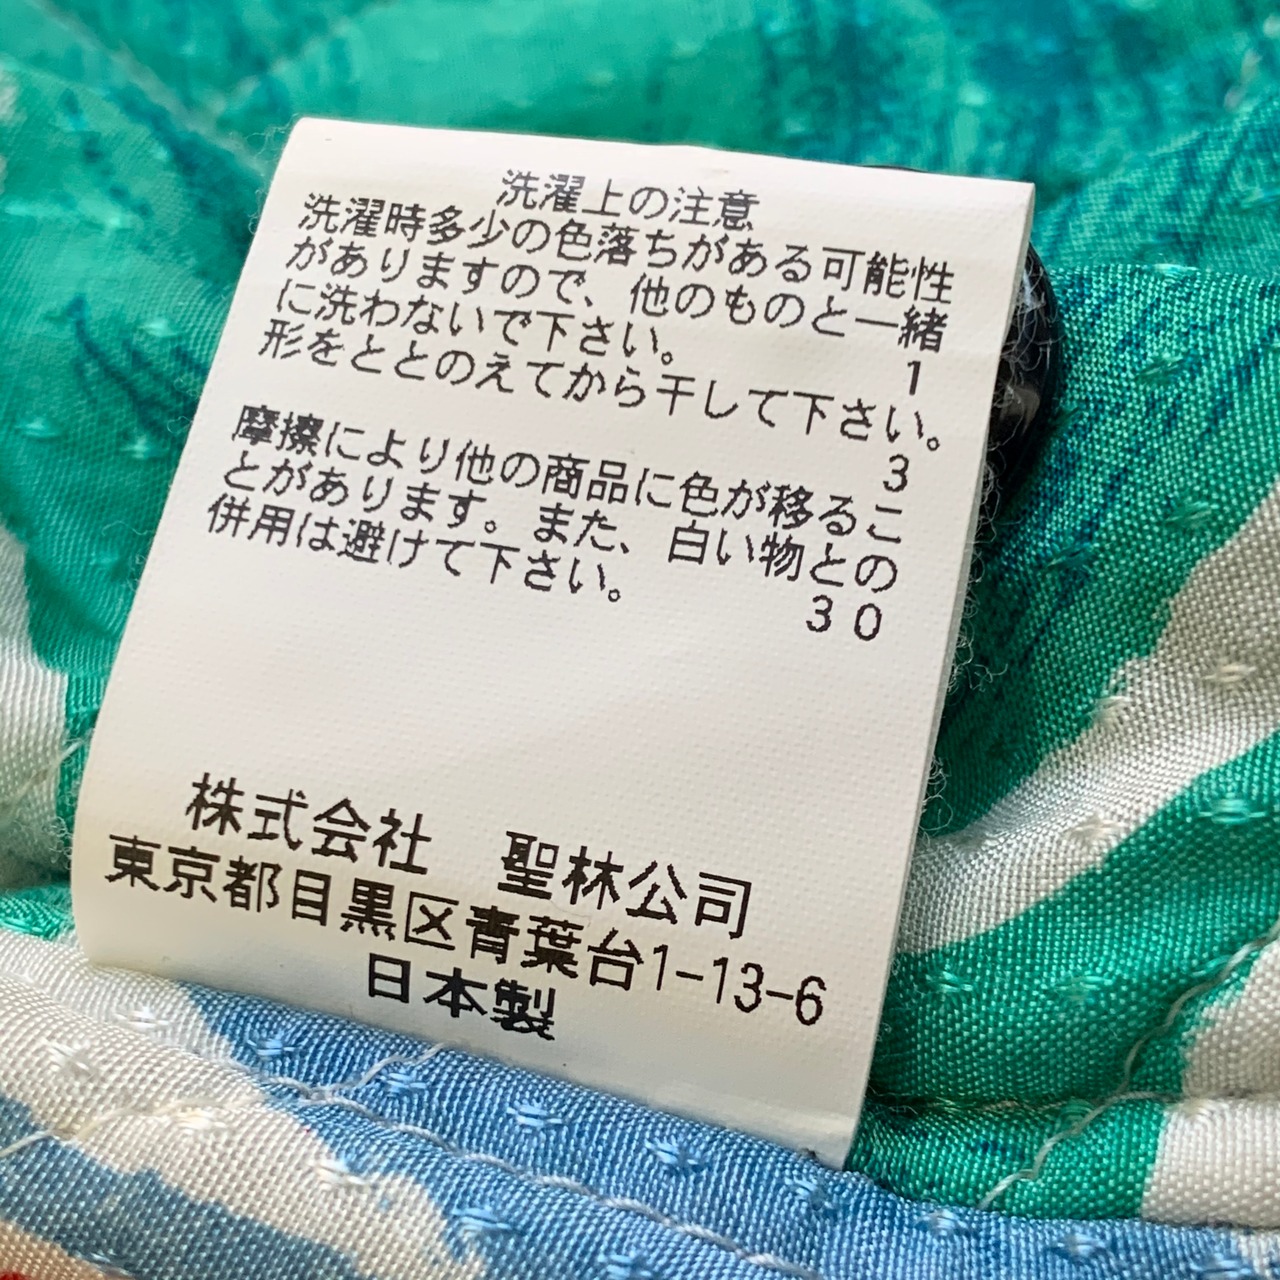 洗濯上の注意
洗濯時多少の色落ちがある可能性
がありますので、他のものと一緒
に洗わないで下さい。
1
形をととのえてから干して下さい。
3
摩擦により他の商品に色が移るこ
とがあります。また、白い物との
併用は避けて下さい。
30
株式会社 聖林公司
東京都目黒区青葉台1-13-6
日本製